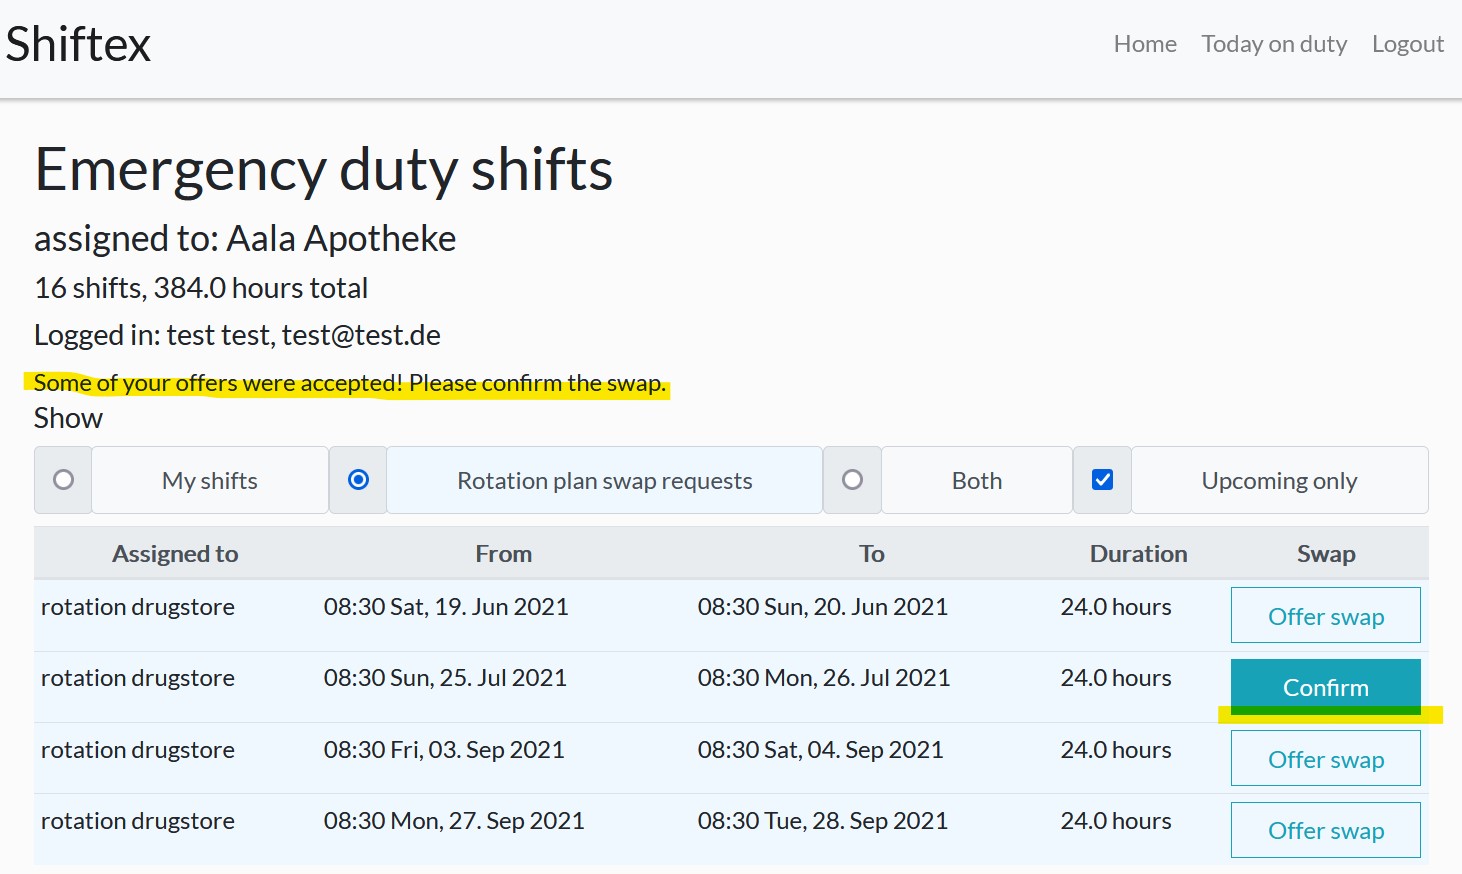 Shiftex
Home Today on duty Logout
Emergency duty shifts
assigned to: Aala Apotheke
16 shifts, 384.0 hours total
Logged in: test test, test@test.de
Some of your offers were accepted! Please confirm the swap.
Show
My shifts Rotation plan swap requests Both Upcoming only
Assigned to From To Duration Swap
rotation drugstore 08:30 Sat, 19. Jun 2021 08:30 Sun, 20. Jun 2021 24.0 hours Offer swap
rotation drugstore 08:30 Sun, 25. Jul 2021 08:30 Mon, 26. Jul 2021 24.0 hours Confirm
rotation drugstore 08:30 Fri, 03. Sep 2021 08:30 Sat, 04. Sep 2021 24.0 hours Offer swap
rotation drugstore 08:30 Mon, 27. Sep 2021 08:30 Tue, 28. Sep 2021 24.0 hours Offer swap